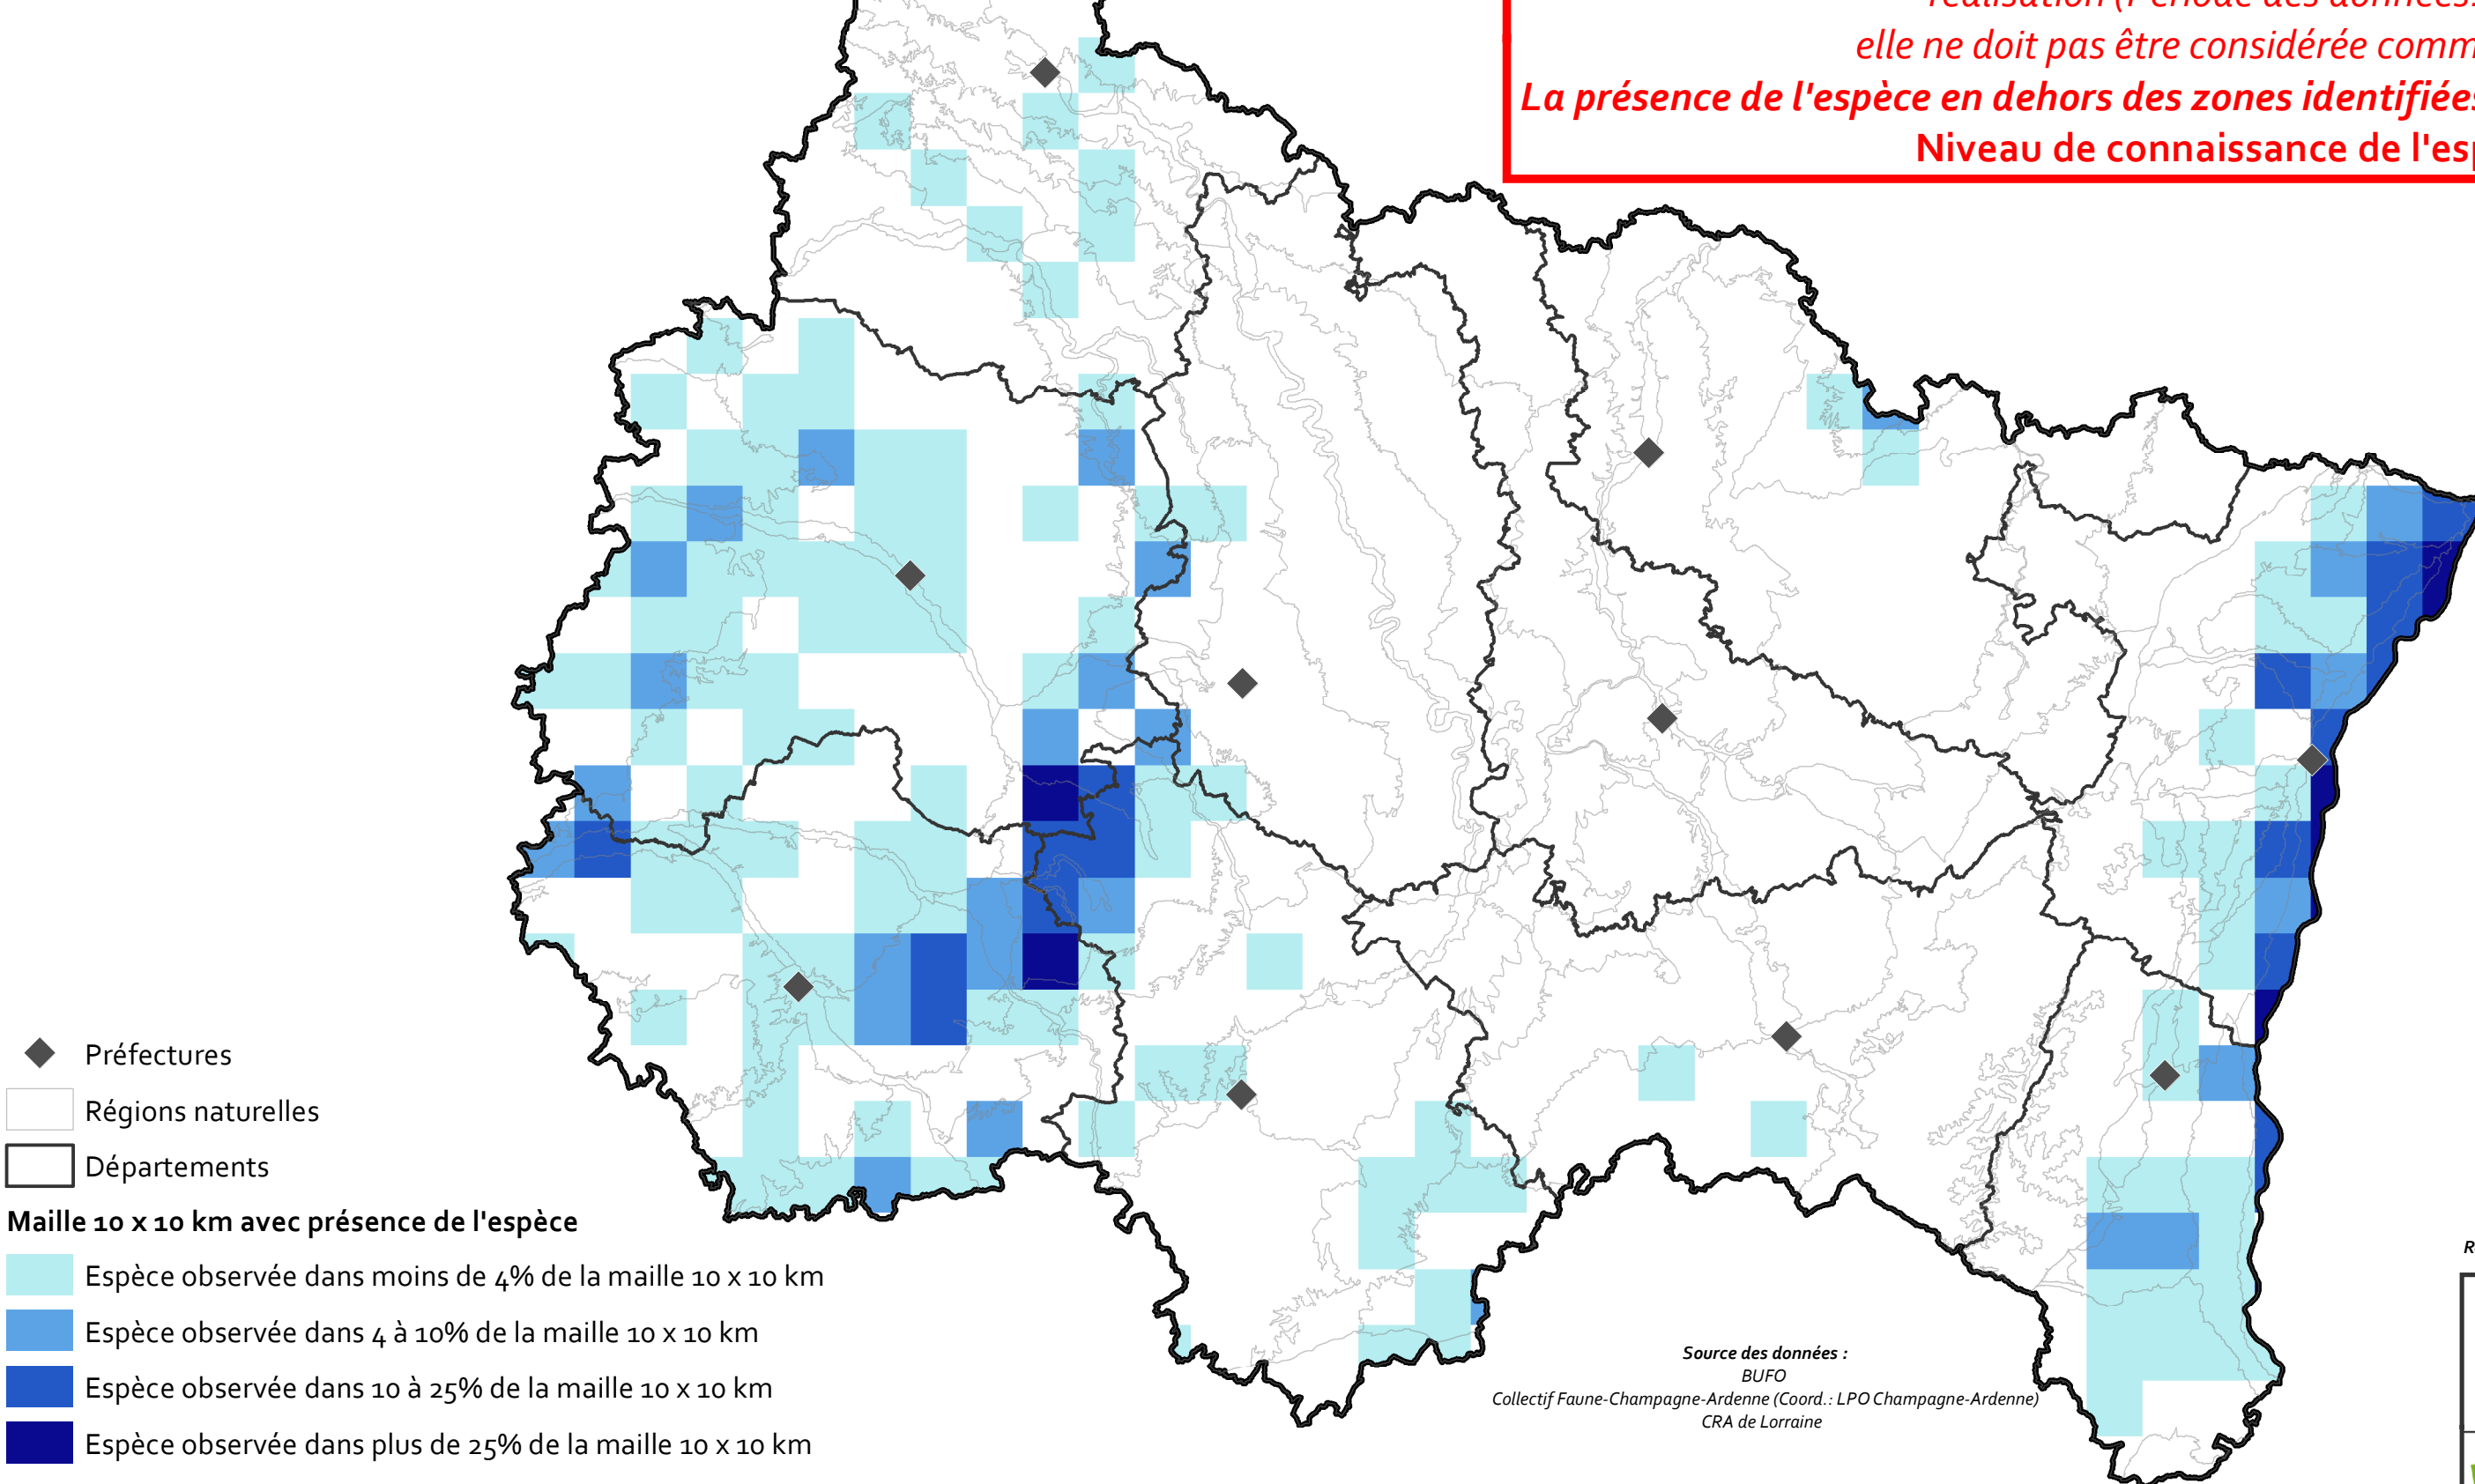 elle ne doit pas être considérée comm
La présence de l'espèce en dehors des zones identifiées
Niveau de connaissance de l'esp
Préfectures
Régions naturelles
Départements
Maille 10 x 10 km avec présence de l'espèce
Espèce observée dans moins de 4% de la maille 10 x 10 km
Espèce observée dans 4 à 10% de la maille 10 x 10 km
Espèce observée dans 10 à 25% de la maille 10 x 10 km
Espèce observée dans plus de 25% de la maille 10 x 10 km
Source des données :
BUFO
Collectif Faune-Champagne-Ardenne (Coord.: LPO Champagne-Ardenne)
CRA de Lorraine